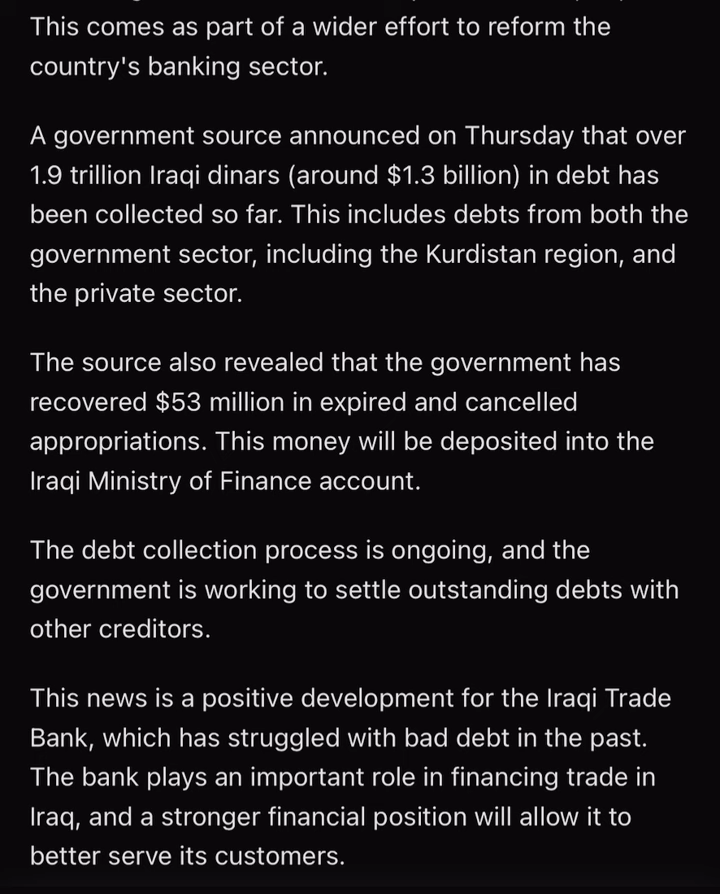 This comes as part of a wider effort to reform the
country's banking sector.
A government source announced on Thursday that over
1.9 trillion Iraqi dinars (around $1.3 billion) in debt has
been collected so far. This includes debts from both the
government sector, including the Kurdistan region, and
the private sector.
The source also revealed that the government has
recovered $53 million in expired and cancelled
appropriations. This money will be deposited into the
Iraqi Ministry of Finance account.
The debt collection process is ongoing, and the
government is working to settle outstanding debts with
other creditors.
This news is a positive development for the Iraqi Trade
Bank, which has struggled with bad debt in the past.
The bank plays an important role in financing trade in
Iraq, and a stronger financial position will allow it to
better serve its customers.